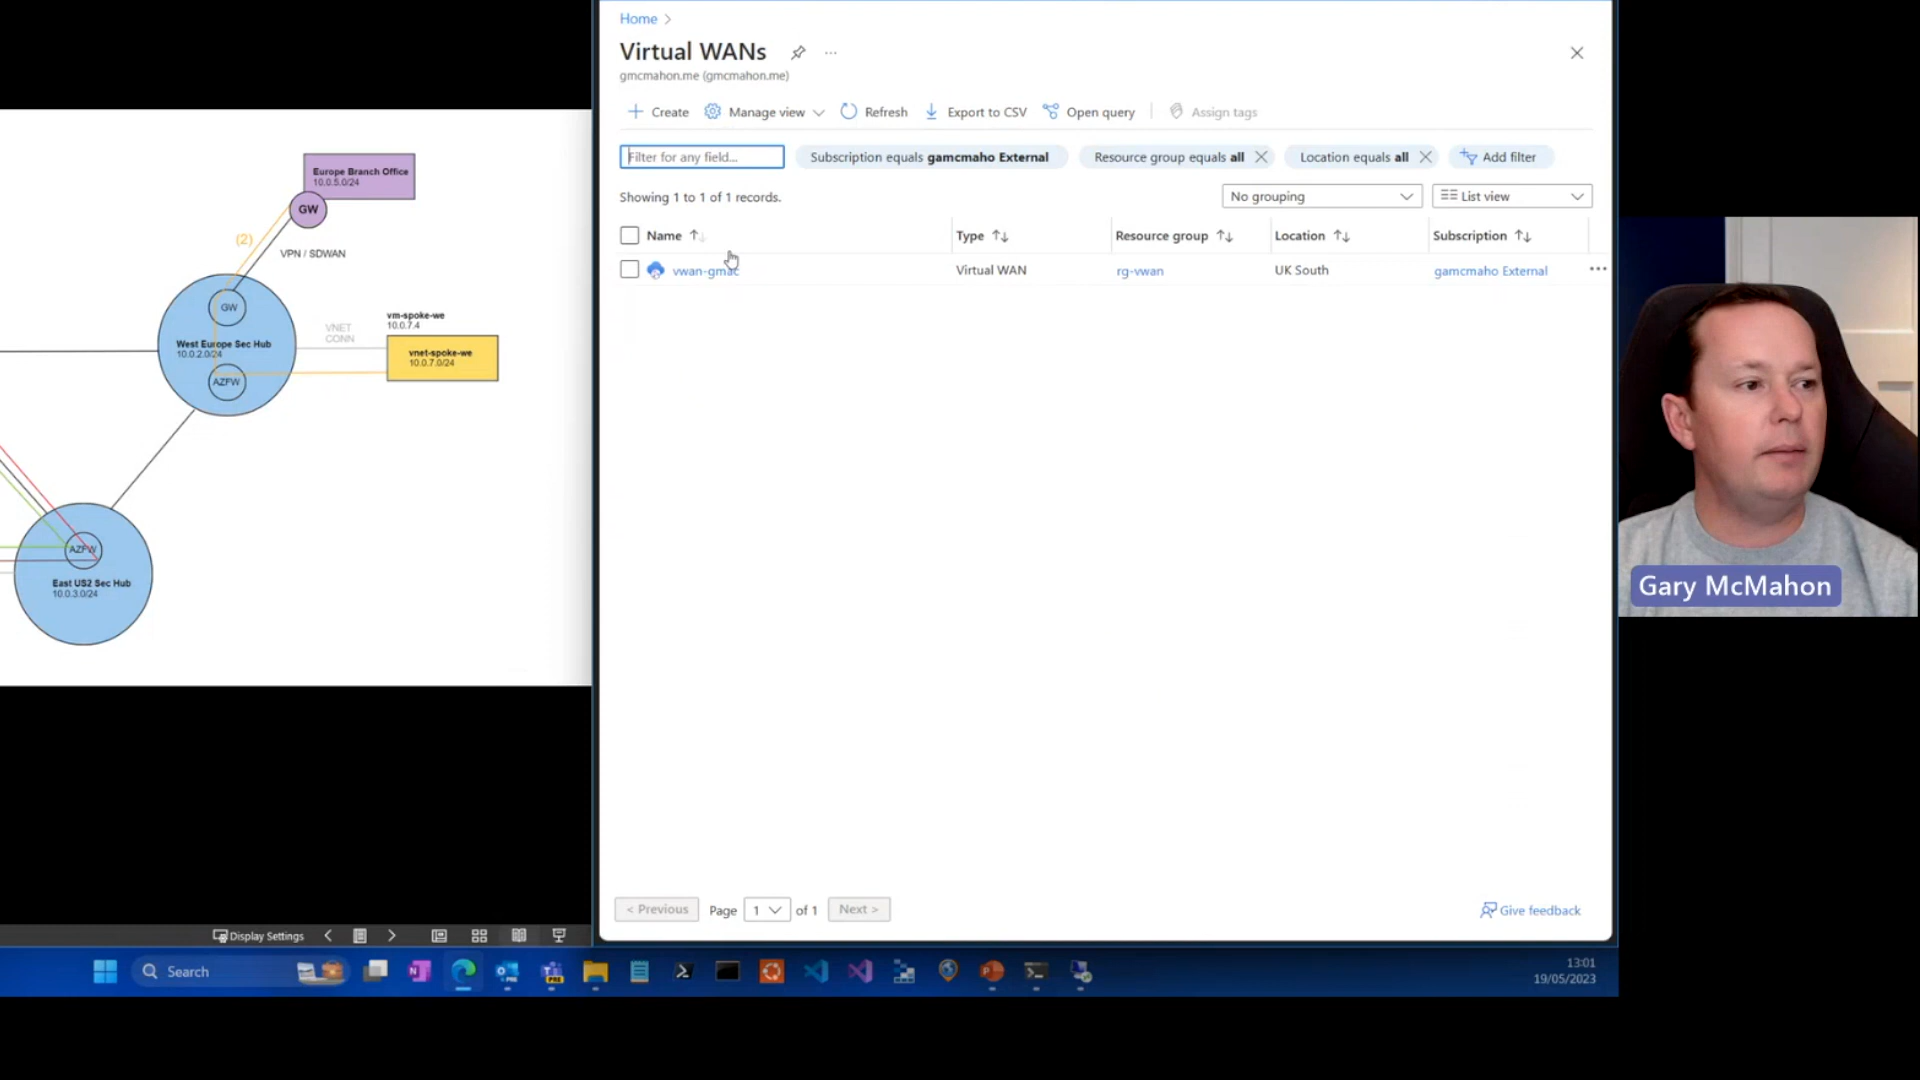 Europe Branch Office
10.0.5.0/24
GW
(2)
VPN / SDWAN
GW
West Europe Sec Hub
10.0.2.0/24
AZFW
VNET
CONN
vm-spoke-we
10.0.7.4
vnet-spoke-we
10.0.7.0/24
AZFW
East US2 Sec Hub
10.0.3.0/24
Display Settings
Home >
Virtual WANs
gmcmahon.me (gmcmahon.me)
Create Manage view Refresh Export to CSV Open query Assign tags
Filter for any field... Subscription equals gamcmaho External Resource group equals all Location equals all Add filter
Showing 1 to 1 of 1 records. No grouping List view
Name Type Resource group Location Subscription
vwan-gmac Virtual WAN rg-vwan UK South gamcmaho External
< Previous Page 1 of 1 Next > Give feedback
Search
13:01
19/05/2023
Gary McMahon